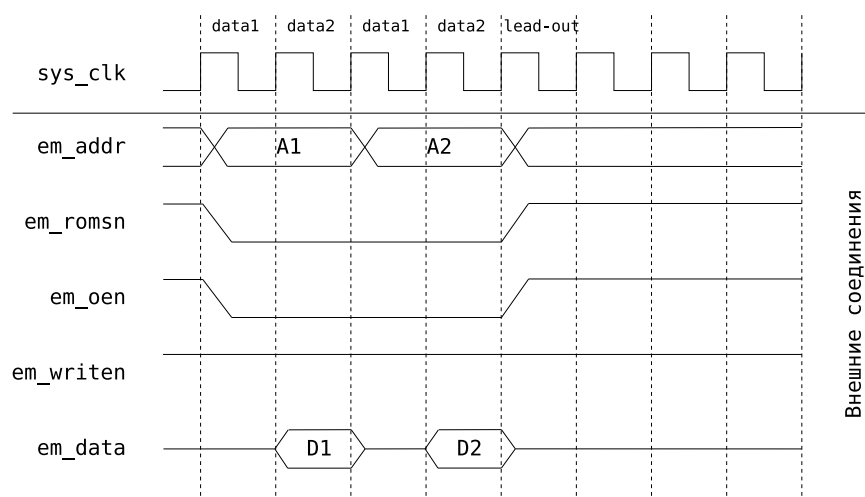 data1 data2 data1 data2 lead-out
sys_clk
em_addr A1 A2
em_romsn
em_oen
em_writen
em_data D1 D2
Внешние соединения